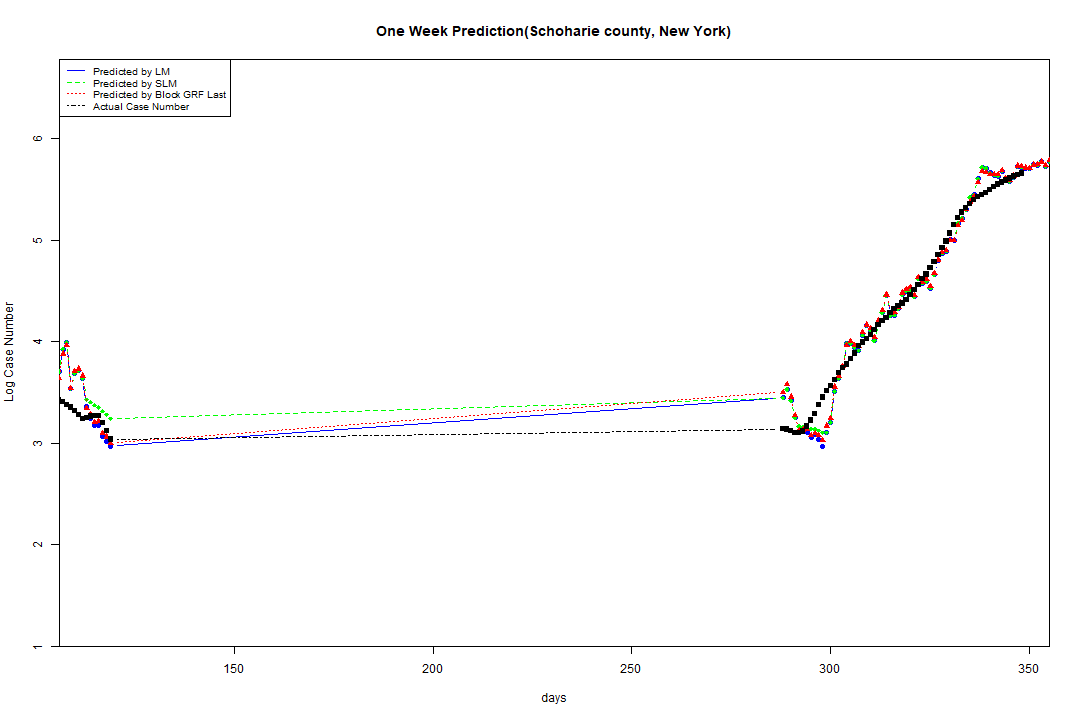 One Week Prediction(Schoharie county, New York)
Predicted by LM
Predicted by SLM
Predicted by Block GRF Last
Actual Case Number
6
5
4
3
2
1
Log Case Number
150 200 250 300 350
days